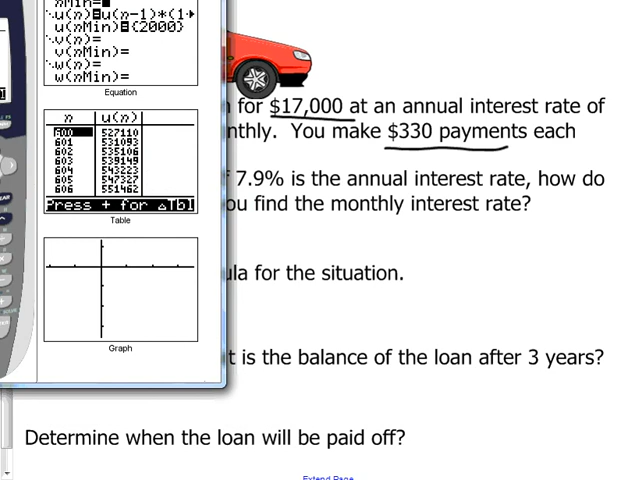 nMin=
u(n)=u(n-1)*(1
u(nMin)={2000}
v(n)=
v(nMin)=
w(n)=
w(nMin)=
Equation
n u(n)
600 527110
601 531093
602 535106
603 539149
604 543223
605 547327
606 551462
Press + for △Tbl
Table
Graph
for $17,000 at an annual interest rate of
nthly. You make $330 payments each
7.9% is the annual interest rate, how do
ou find the monthly interest rate?
ula for the situation.
t is the balance of the loan after 3 years?
Determine when the loan will be paid off?
Extend Page